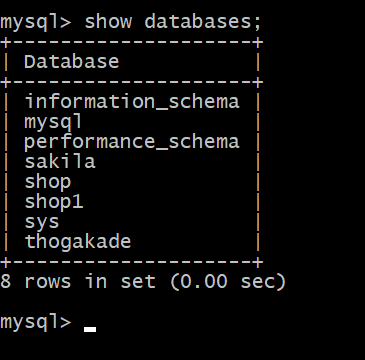 mysql> show databases;
+--------------------+
| Database           |
+--------------------+
| information_schema |
| mysql              |
| performance_schema |
| sakila             |
| shop               |
| shop1              |
| sys                |
| thogakade          |
+--------------------+
8 rows in set (0.00 sec)
mysql> _